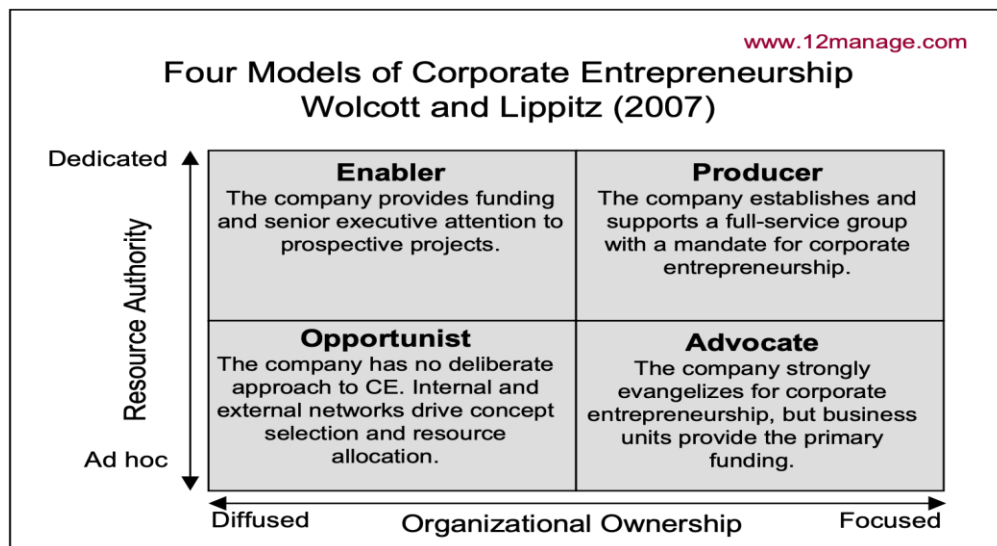 www.12manage.com
Four Models of Corporate Entrepreneurship
Wolcott and Lippitz (2007)
Dedicated
Resource Authority
Ad hoc
Enabler
The company provides funding
and senior executive attention to
prospective projects.
Producer
The company establishes and
supports a full-service group
with a mandate for corporate
entrepreneurship.
Opportunist
The company has no deliberate
approach to CE. Internal and
external networks drive concept
selection and resource
allocation.
Advocate
The company strongly
evangelizes for corporate
entrepreneurship, but business
units provide the primary
funding.
Diffused
Organizational Ownership
Focused